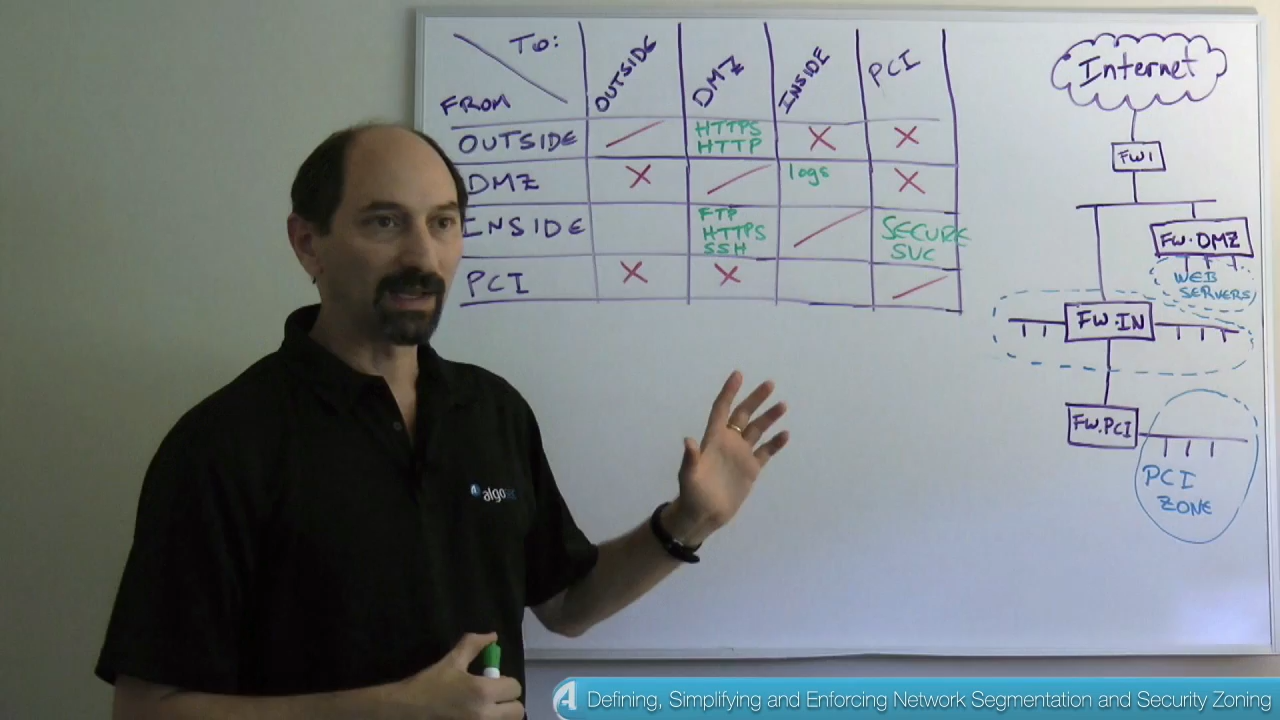 TO:
FROM
OUTSIDE
DMZ
INSIDE
PCI
OUTSIDE
HTTPS
HTTP
X
X
DMZ
X
logs
X
INSIDE
FTP
HTTPS
SSH
SECURE
SVC
PCI
X
X
Internet
FW1
FW.DMZ
WEB
SERVERS
FW.IN
FW.PCI
PCI
ZONE
algosec
Defining, Simplifying and Enforcing Network Segmentation and Security Zoning